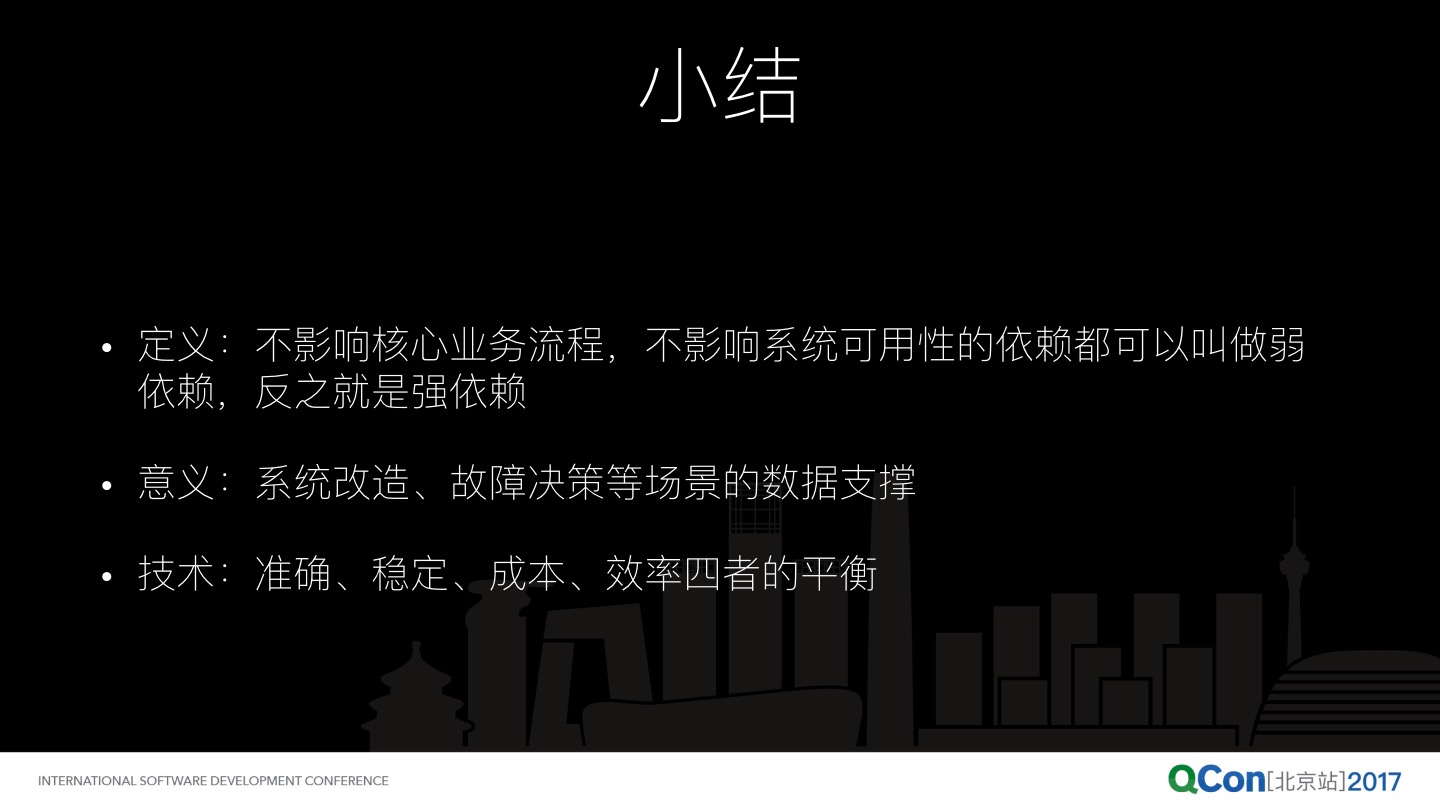 小结
• 定义：不影响核心业务流程，不影响系统可用性的依赖都可以叫做弱
依赖，反之就是强依赖
• 意义：系统改造、故障决策等场景的数据支撑
• 技术：准确、稳定、成本、效率四者的平衡
INTERNATIONAL SOFTWARE DEVELOPMENT CONFERENCE
QCon[北京站]2017